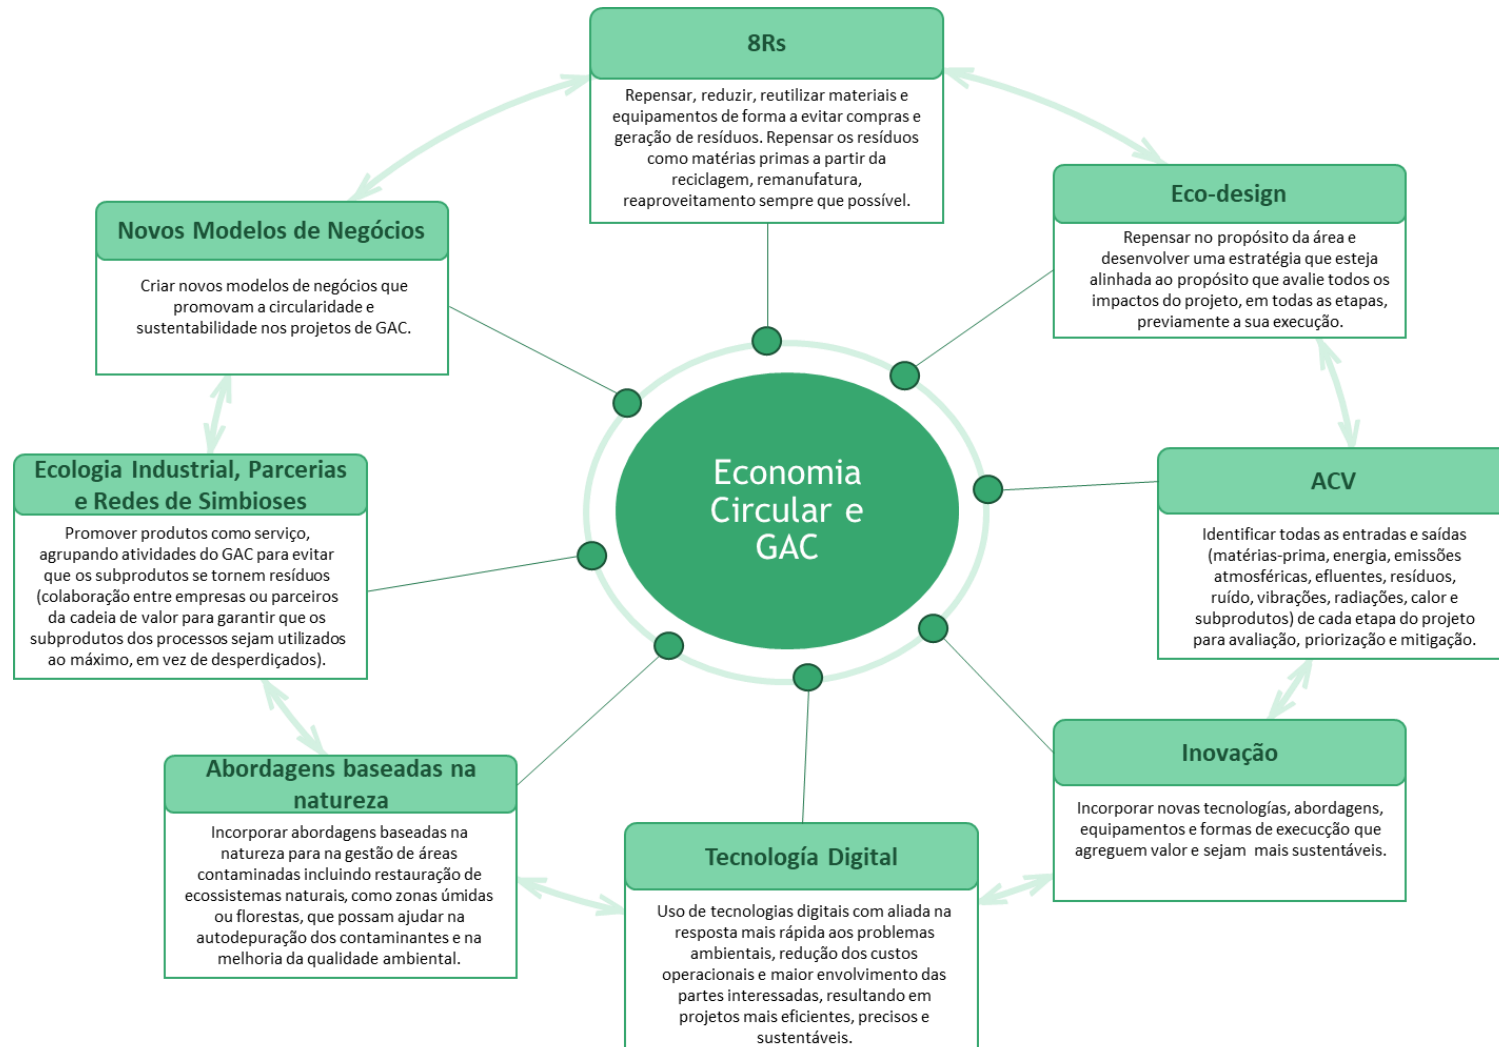 8Rs
Repensar, reduzir, reutilizar materiais e
equipamentos de forma a evitar compras e
geração de resíduos. Repensar os resíduos
como matérias primas a partir da
reciclagem, remanufatura,
reaproveitamento sempre que possível.
Eco-design
Repensar no propósito da área e
desenvolver uma estratégia que esteja
alinhada ao propósito que avalie todos os
impactos do projeto, em todas as etapas,
previamente a sua execução.
ACV
Identificar todas as entradas e saídas
(matérias-prima, energia, emissões
atmosféricas, efluentes, resíduos,
ruído, vibrações, radiações, calor e
subprodutos) de cada etapa do projeto
para avaliação, priorização e mitigação.
Inovação
Incorporar novas tecnologías, abordagens,
equipamentos e formas de execucção que
agreguem valor e sejam  mais sustentáveis.
Tecnología Digital
Uso de tecnologias digitais com aliada na
resposta mais rápida aos problemas
ambientais, redução dos custos
operacionais e maior envolvimento das
partes interessadas, resultando em
projetos mais eficientes, precisos e
sustentáveis.
Abordagens baseadas na
natureza
Incorporar abordagens baseadas na
natureza para na gestão de áreas
contaminadas incluindo restauração de
ecossistemas naturais, como zonas úmidas
ou florestas, que possam ajudar na
autodepuração dos contaminantes e na
melhoria da qualidade ambiental.
Ecologia Industrial, Parcerias
e Redes de Simbioses
Promover produtos como serviço,
agrupando atividades do GAC para evitar
que os subprodutos se tornem resíduos
(colaboração entre empresas ou parceiros
da cadeia de valor para garantir que os
subprodutos dos processos sejam utilizados
ao máximo, em vez de desperdiçados).
Novos Modelos de Negócios
Criar novos modelos de negócios que
promovam a circularidade e
sustentabilidade nos projetos de GAC.
Economia
Circular e
GAC